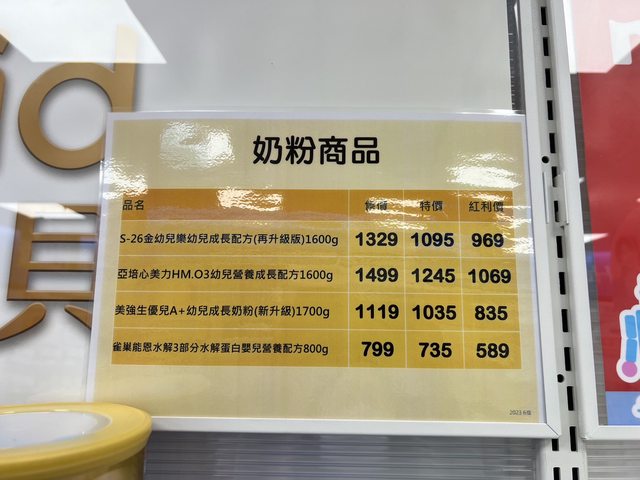 id
奶粉商品
品名 售價 特價 紅利價
S-26金幼兒樂幼兒成長配方(再升級版)1600g 1329 1095 969
亞培心美力HM.O3幼兒營養成長配方1600g 1499 1245 1069
美強生優兒A+幼兒成長奶粉(新升級)1700g 1119 1035 835
雀巢能恩水解3部分水解蛋白嬰兒營養配方800g 799 735 589